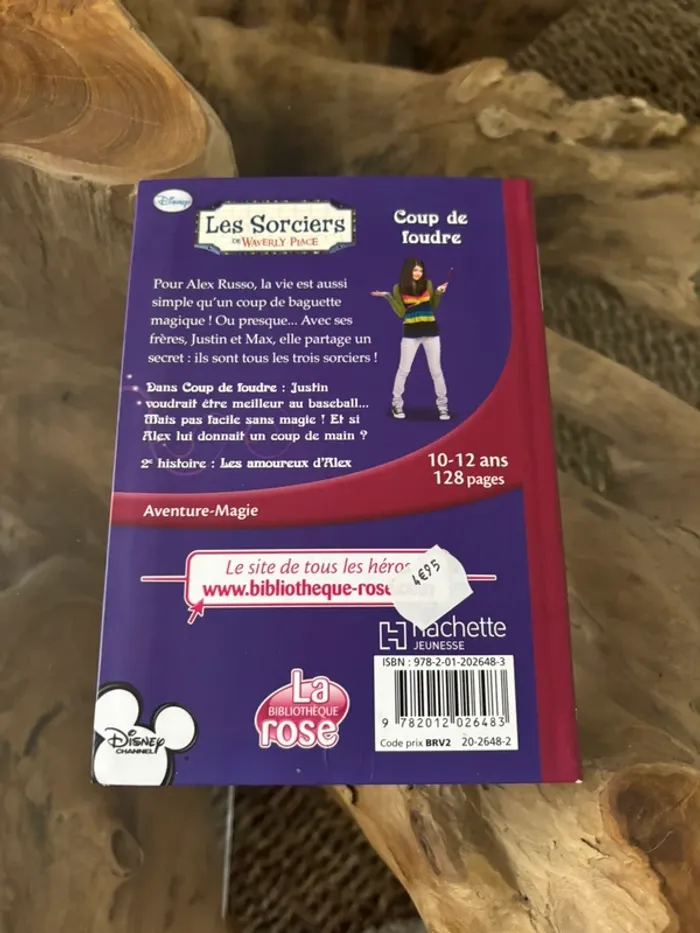 Disney
Les Sorciers
DE WAVERLY PLACE
Coup de
foudre
Pour Alex Russo, la vie est aussi
simple qu'un coup de baguette
magique ! Ou presque... Avec ses
frères, Justin et Max, elle partage un
secret : ils sont tous les trois sorciers !
Dans Coup de foudre : Justin
voudrait être meilleur au baseball...
Mais pas facile sans magie ! Et si
Alex lui donnait un coup de main ?
2e histoire : Les amoureux d'Alex
10-12 ans
128 pages
Aventure-Magie
Le site de tous les héros
www.bibliotheque-rose
4€95
hachette
JEUNESSE
ISBN : 978-2-01-202648-3
9 782012 026483
Code prix BRV2 20-2648-2
La
BIBLIOTHÈQUE
rose
DISNEY
CHANNEL